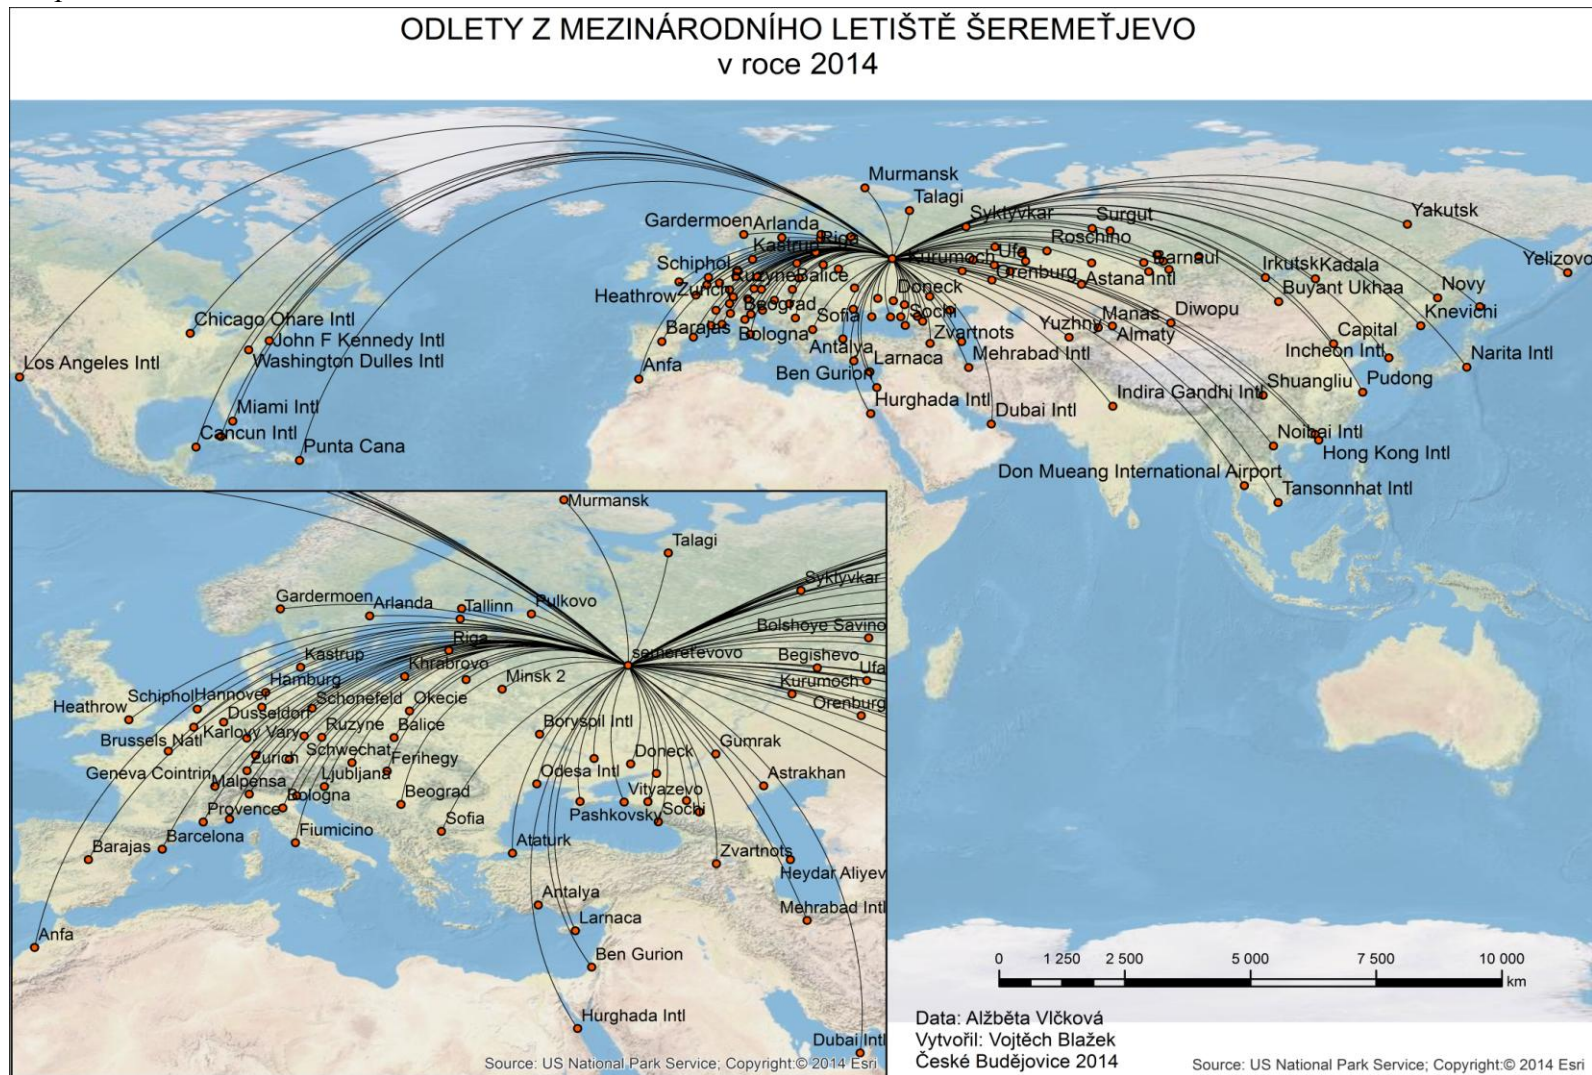 ODLETY Z MEZINÁRODNÍHO LETIŠTĚ ŠEREMEŤJEVO
v roce 2014
Murmansk
Talagi
Gardermoen
Arlanda
Syktyvkar
Surgut
Yakutsk
Riga
Kastrup
Roschino
Kurumoch
Ufa
Schiphol
Ruzyne
Balice
Orenburg
Astana Intl
Barnaul
Irkutsk
Kadala
Yelizovo
Heathrow
Zurich
Doneck
Buyant Ukhaa
Novy
Beograd
Sofia
Sochi
Manas
Diwopu
Knevichi
Chicago Ohare Intl
Barajas
Bologna
Zvartnots
Yuzhny
Almaty
Capital
John F Kennedy Intl
Antalya
Larnaca
Mehrabad Intl
Incheon Intl
Narita Intl
Washington Dulles Intl
Los Angeles Intl
Anfa
Ben Gurion
Hurghada Intl
Indira Gandhi Intl
Shuangliu
Pudong
Miami Intl
Dubai Intl
Cancun Intl
Punta Cana
Noibai Intl
Hong Kong Intl
Don Mueang International Airport
Tansonnhat Intl
Murmansk
Talagi
Syktyvkar
Gardermoen
Arlanda
Tallinn
Pulkovo
Bolshoye Savino
Riga
semeretevovo
Kastrup
Khrabrovo
Minsk 2
Begishevo
Ufa
Hamburg
Kurumoch
Schiphol
Hannover
Schonefeld
Okecie
Orenburg
Heathrow
Dusseldorf
Karlovy Vary
Ruzyne
Balice
Boryspil Intl
Brussels Natl
Schwechat
Doneck
Gumrak
Zurich
Ferihegy
Geneva Cointrin
Malpensa
Ljubljana
Odesa Intl
Astrakhan
Bologna
Beograd
Vityazevo
Provence
Pashkovsky
Sochi
Sofia
Barcelona
Fiumicino
Barajas
Ataturk
Zvartnots
Heydar Aliyev
Antalya
Mehrabad Intl
Larnaca
Anfa
Ben Gurion
Hurghada Intl
Dubai Intl
Source: US National Park Service; Copyright:© 2014 Esri
0 1 250 2 500 5 000 7 500 10 000
km
Data: Alžběta Vlčková
Vytvořil: Vojtěch Blažek
České Budějovice 2014
Source: US National Park Service; Copyright:© 2014 Esri